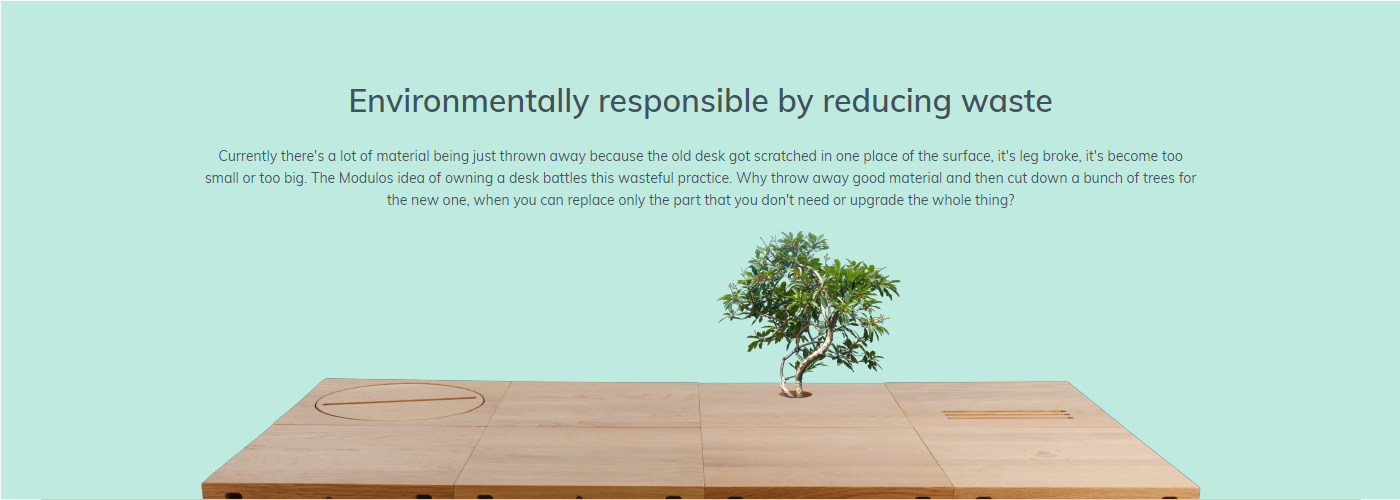 Environmentally responsible by reducing waste
Currently there's a lot of material being just thrown away because the old desk got scratched in one place of the surface, it's leg broke, it's become too
small or too big. The Modulos idea of owning a desk battles this wasteful practice. Why throw away good material and then cut down a bunch of trees for
the new one, when you can replace only the part that you don't need or upgrade the whole thing?